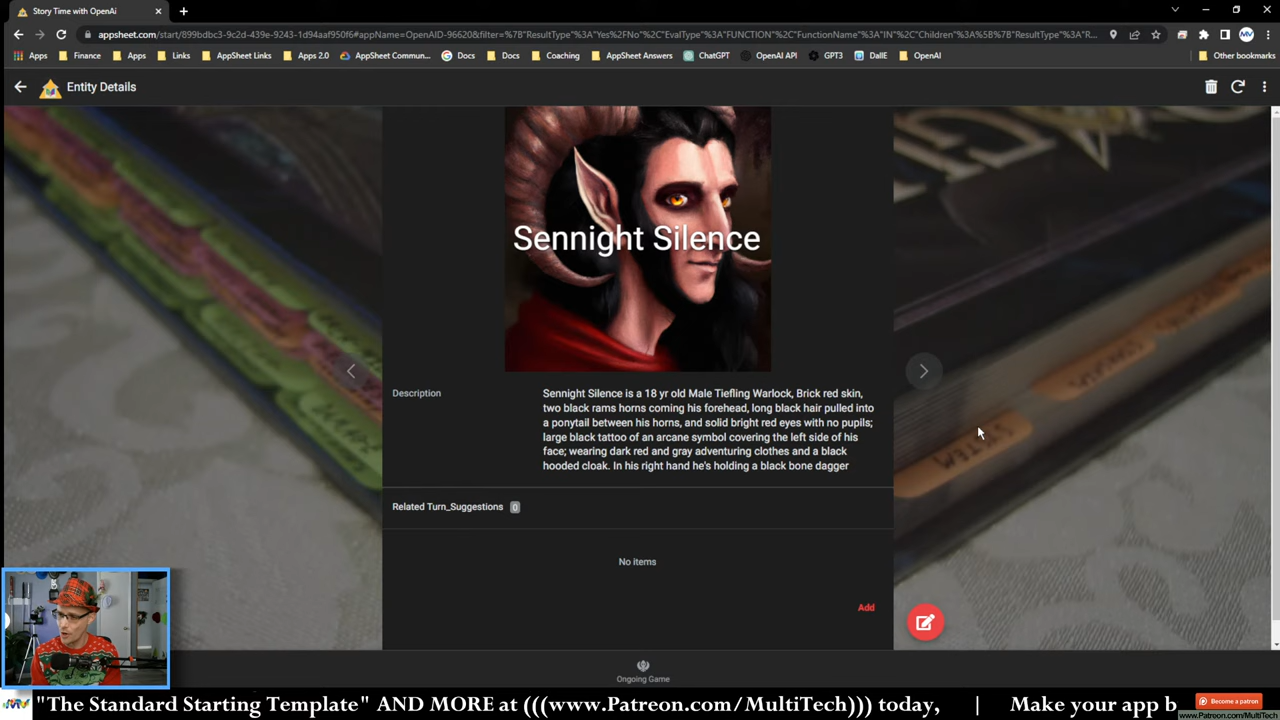 Story Time with OpenAi
appsheet.com/start/899bdbc3-9c2d-439e-9243-1d94aaf950f6#appName=OpenAID-96620&filter=%7B"ResultType"%3A"Yes%2FNo"%2C"EvalType"%3A"FUNCTION"%2C"FunctionName"%3A"IN"%2C"Children"%3A%5B%7B"ResultType"%3A"R...
Apps Finance Apps Links AppSheet Links Apps 2.0 AppSheet Commun... Docs Docs Coaching AppSheet Answers ChatGPT OpenAI API GPT3 DallE OpenAI Other bookmarks
Entity Details
Sennight Silence
Description
Sennight Silence is a 18 yr old Male Tiefling Warlock, Brick red skin,
two black rams horns coming his forehead, long black hair pulled into
a ponytail between his horns, and solid bright red eyes with no pupils;
large black tattoo of an arcane symbol covering the left side of his
face; wearing dark red and gray adventuring clothes and a black
hooded cloak. In his right hand he's holding a black bone dagger
Related Turn_Suggestions 0
No items
Add
Ongoing Game
"The Standard Starting Template" AND MORE at (((www.Patreon.com/MultiTech))) today, | Make your app b
Become a patron
www.Patreon.com/MultiTech